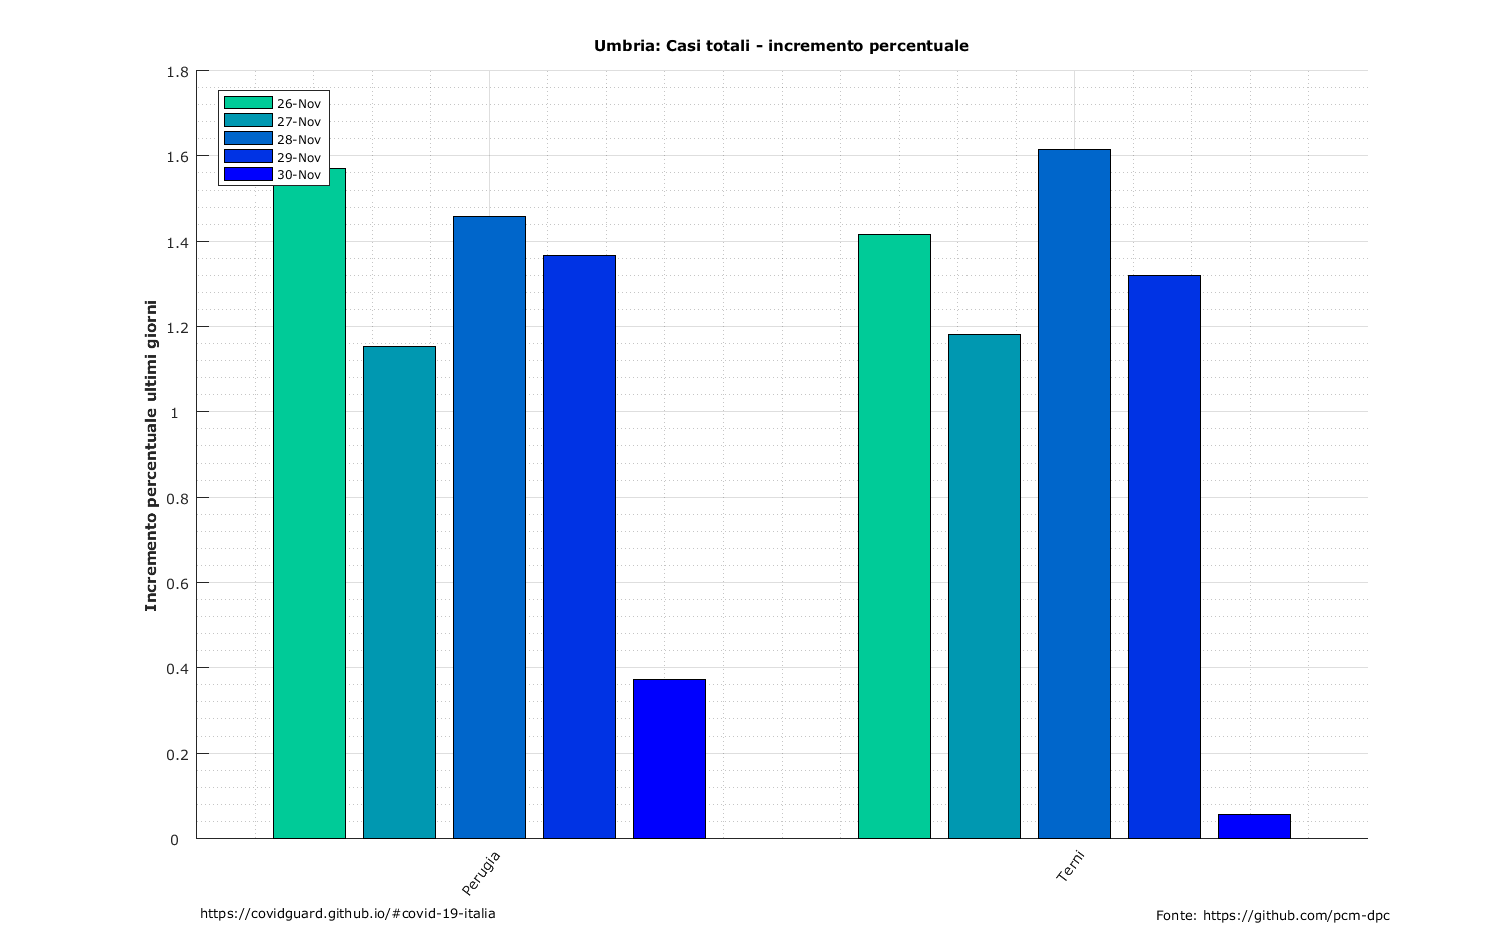 Umbria: Casi totali - incremento percentuale
1.8
1.6
1.4
1.2
1
0.8
0.6
0.4
0.2
0
Incremento percentuale ultimi giorni
26-Nov
27-Nov
28-Nov
29-Nov
30-Nov
Perugia
Terni
https://covidguard.github.io/#covid-19-italia
Fonte: https://github.com/pcm-dpc